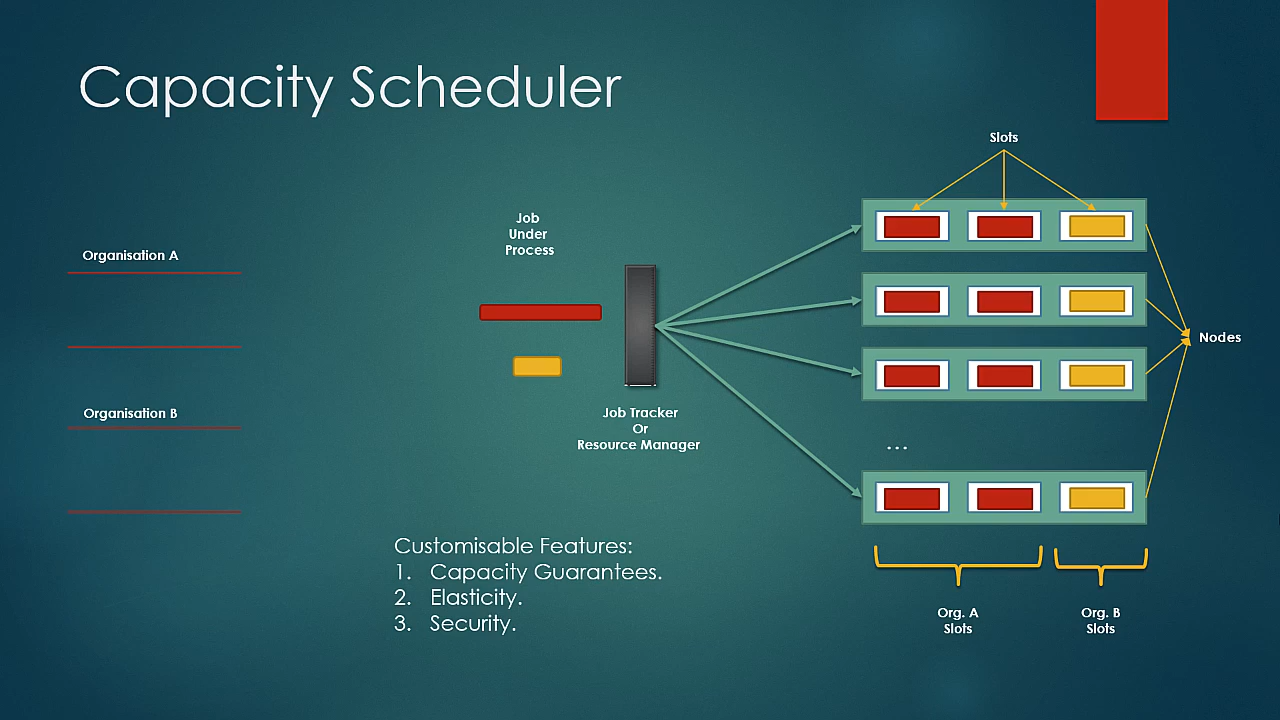 Capacity Scheduler
Slots
Job
Under
Process
Organisation A
Nodes
Organisation B
Job Tracker
Or
Resource Manager
...
Customisable Features:
1. Capacity Guarantees.
2. Elasticity.
3. Security.
Org. A
Slots
Org. B
Slots